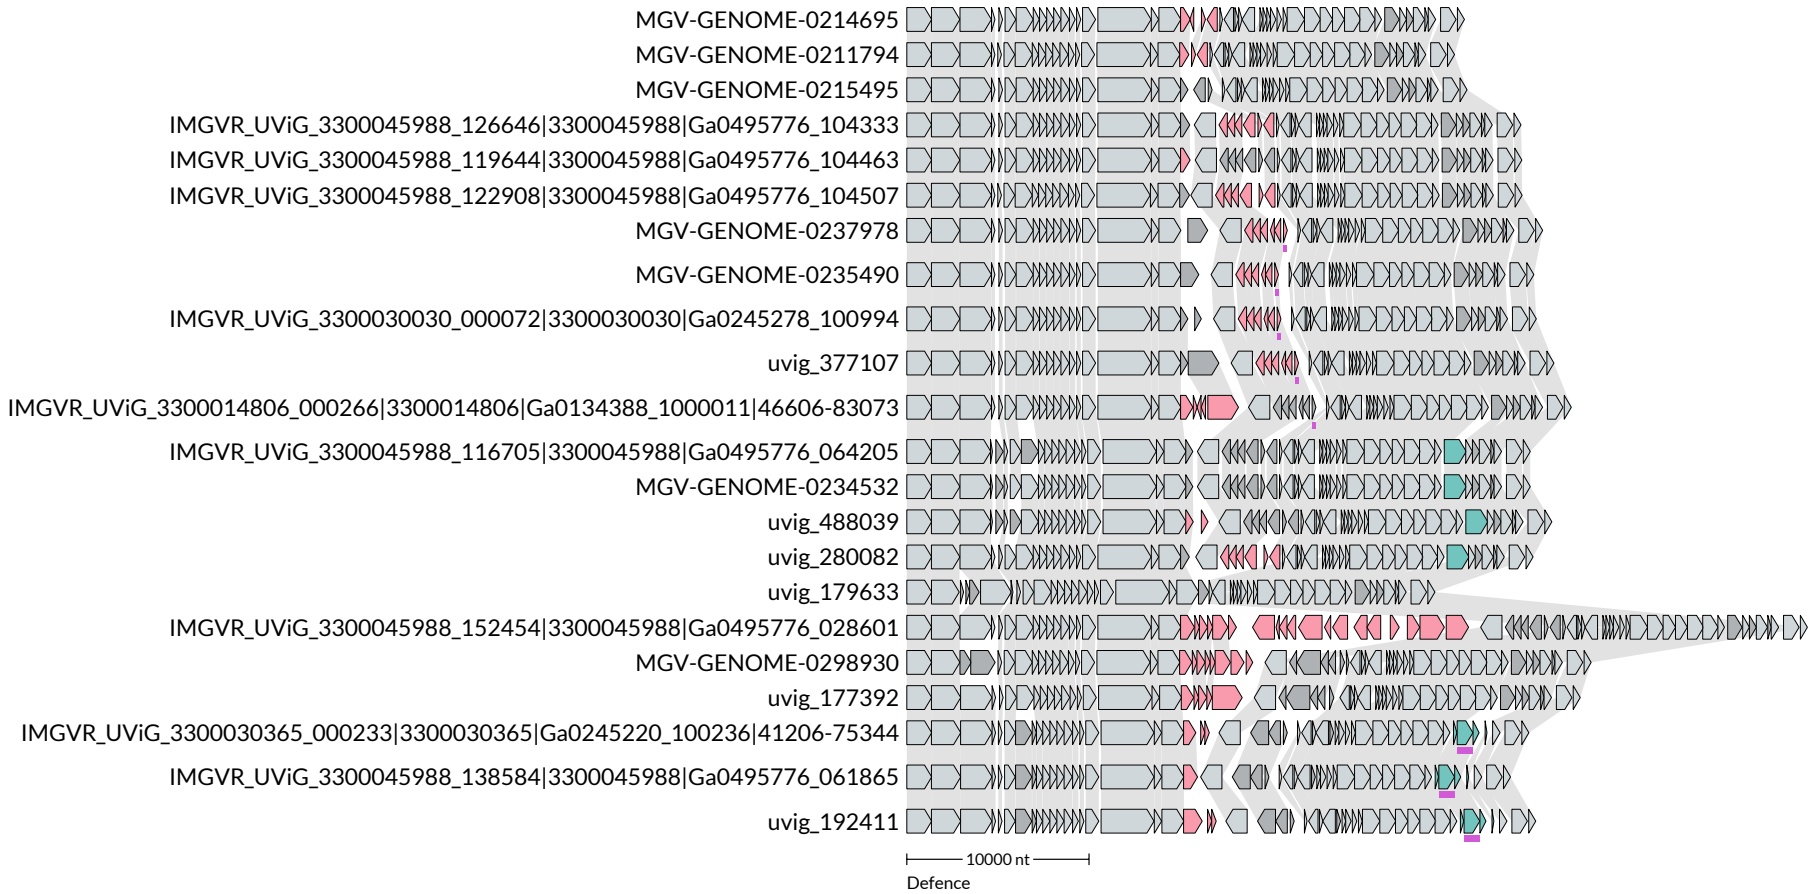 MGV-GENOME-0214695
MGV-GENOME-0211794
MGV-GENOME-0215495
IMGVR_UViG_3300045988_126646|3300045988|Ga0495776_104333
IMGVR_UViG_3300045988_119644|3300045988|Ga0495776_104463
IMGVR_UViG_3300045988_122908|3300045988|Ga0495776_104507
MGV-GENOME-0237978
MGV-GENOME-0235490
IMGVR_UViG_3300030030_000072|3300030030|Ga0245278_100994
uvig_377107
IMGVR_UViG_3300014806_000266|3300014806|Ga0134388_1000011|46606-83073
IMGVR_UViG_3300045988_116705|3300045988|Ga0495776_064205
MGV-GENOME-0234532
uvig_488039
uvig_280082
uvig_179633
IMGVR_UViG_3300045988_152454|3300045988|Ga0495776_028601
MGV-GENOME-0298930
uvig_177392
IMGVR_UViG_3300030365_000233|3300030365|Ga0245220_100236|41206-75344
IMGVR_UViG_3300045988_138584|3300045988|Ga0495776_061865
uvig_192411
10000 nt
Defence